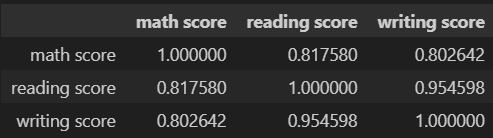 math score reading score writing score
math score 1.000000 0.817580 0.802642
reading score 0.817580 1.000000 0.954598
writing score 0.802642 0.954598 1.000000